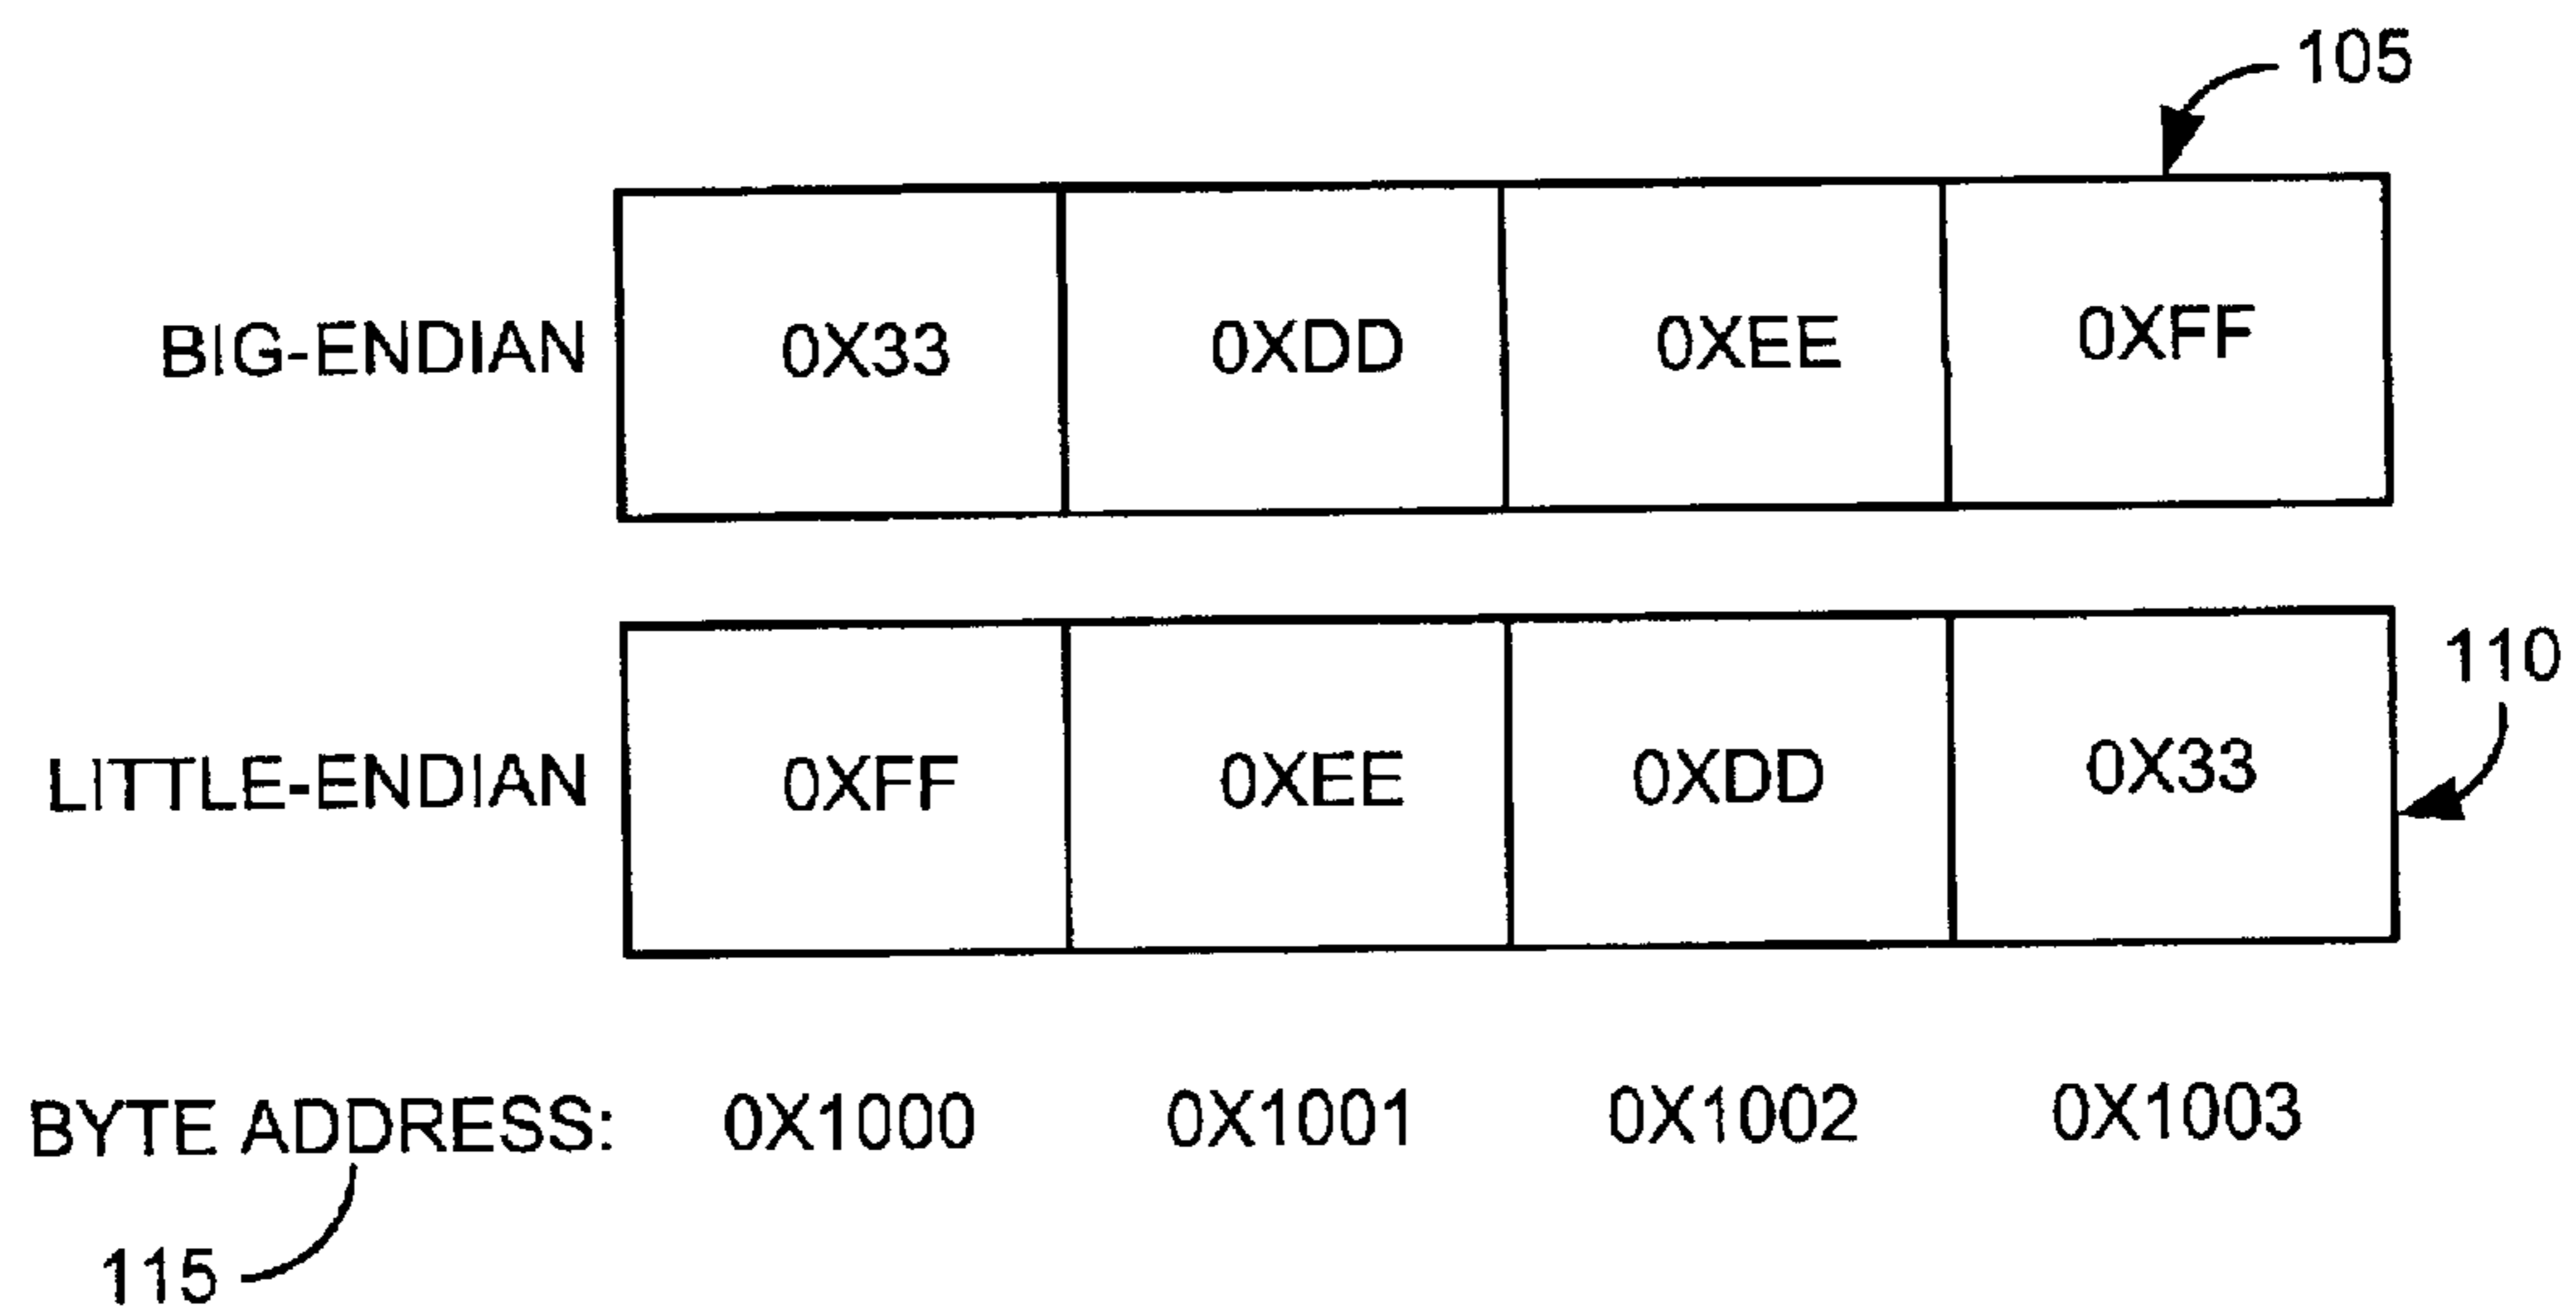 105
BIG-ENDIAN 0X33 0XDD 0XEE 0XFF
110
LITTLE-ENDIAN 0XFF 0XEE 0XDD 0X33
BYTE ADDRESS: 0X1000 0X1001 0X1002 0X1003
115